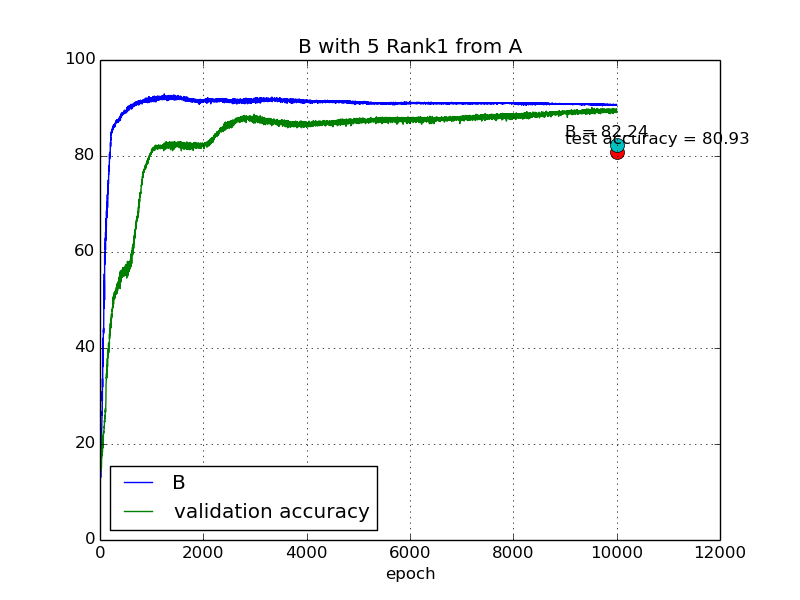 B with 5 Rank1 from A
100
80
60
40
20
0
B = 82.24
test accuracy = 80.93
B
validation accuracy
0 2000 4000 6000 8000 10000 12000
epoch